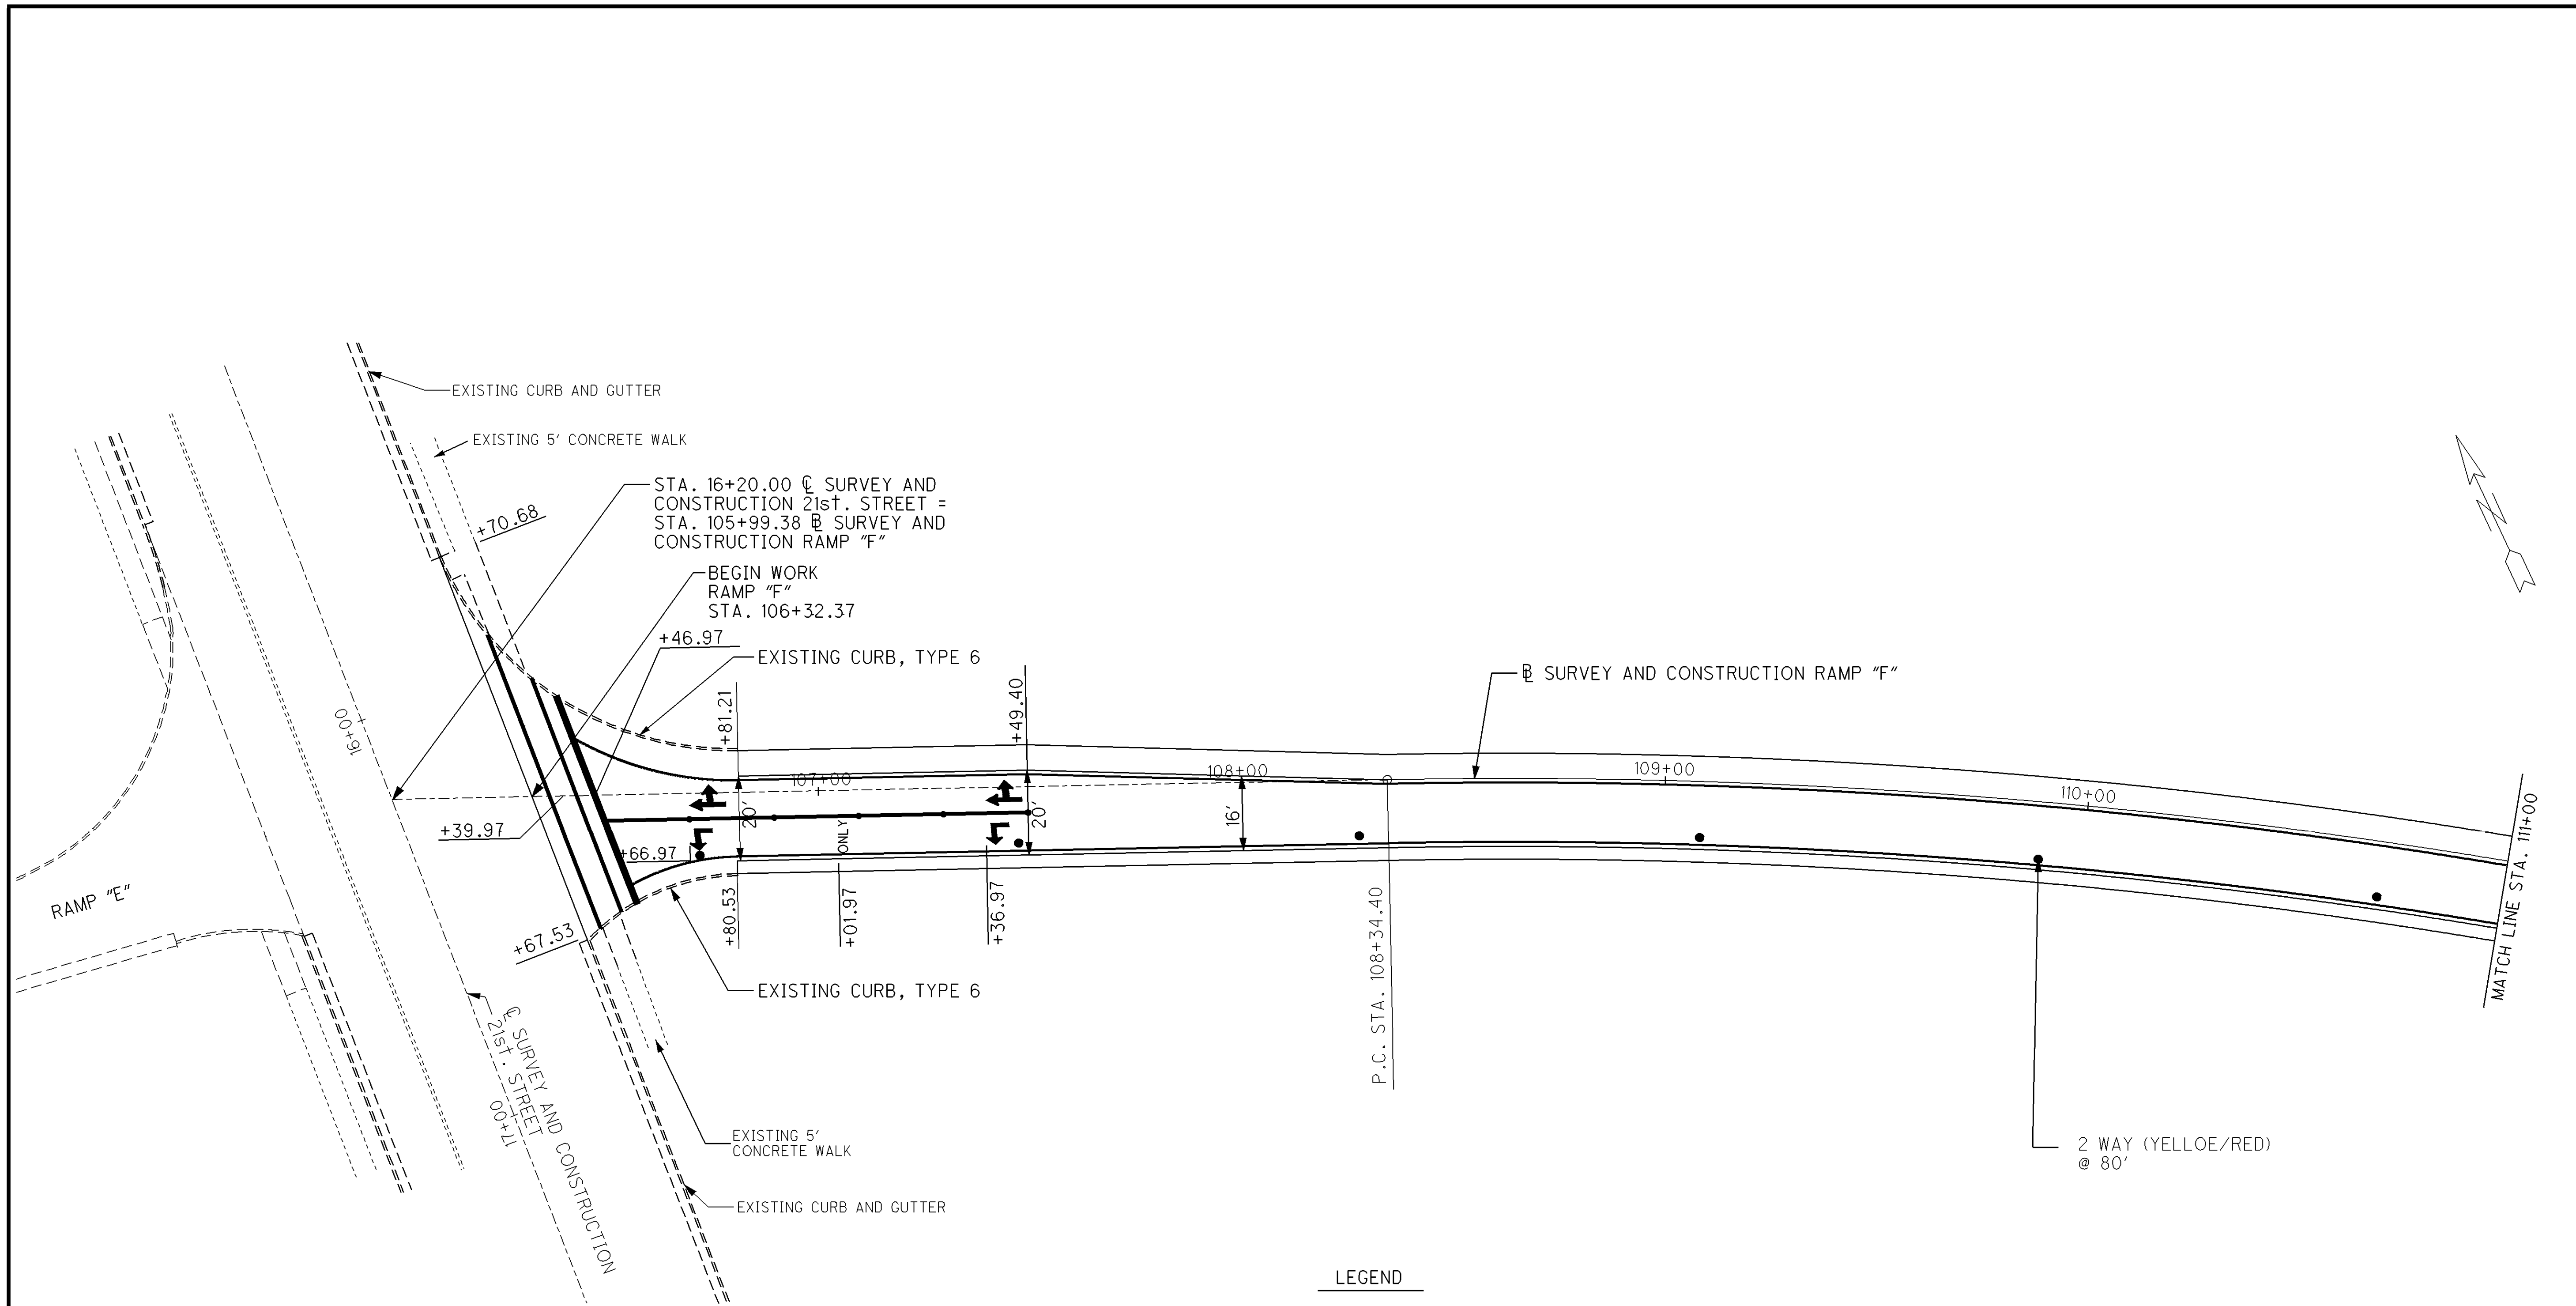 EXISTING CURB AND GUTTER
EXISTING 5' CONCRETE WALK
STA. 16+20.00 ℄ SURVEY AND
CONSTRUCTION 21st. STREET =
STA. 105+99.38 BL SURVEY AND
CONSTRUCTION RAMP "F"
+70.68
BEGIN WORK
RAMP "F"
STA. 106+32.37
+46.97
EXISTING CURB, TYPE 6
+81.21
+49.40
BL SURVEY AND CONSTRUCTION RAMP "F"
16+00
107+00
108+00
109+00
110+00
+39.97
20'
ONLY
20'
16'
+66.97
RAMP "E"
+67.53
+80.53
+01.97
+36.97
P.C. STA. 108+34.40
MATCH LINE STA. 111+00
EXISTING CURB, TYPE 6
℄ SURVEY AND CONSTRUCTION
21st. STREET
17+00
EXISTING 5'
CONCRETE WALK
2 WAY (YELLOE/RED)
@ 80'
EXISTING CURB AND GUTTER
LEGEND